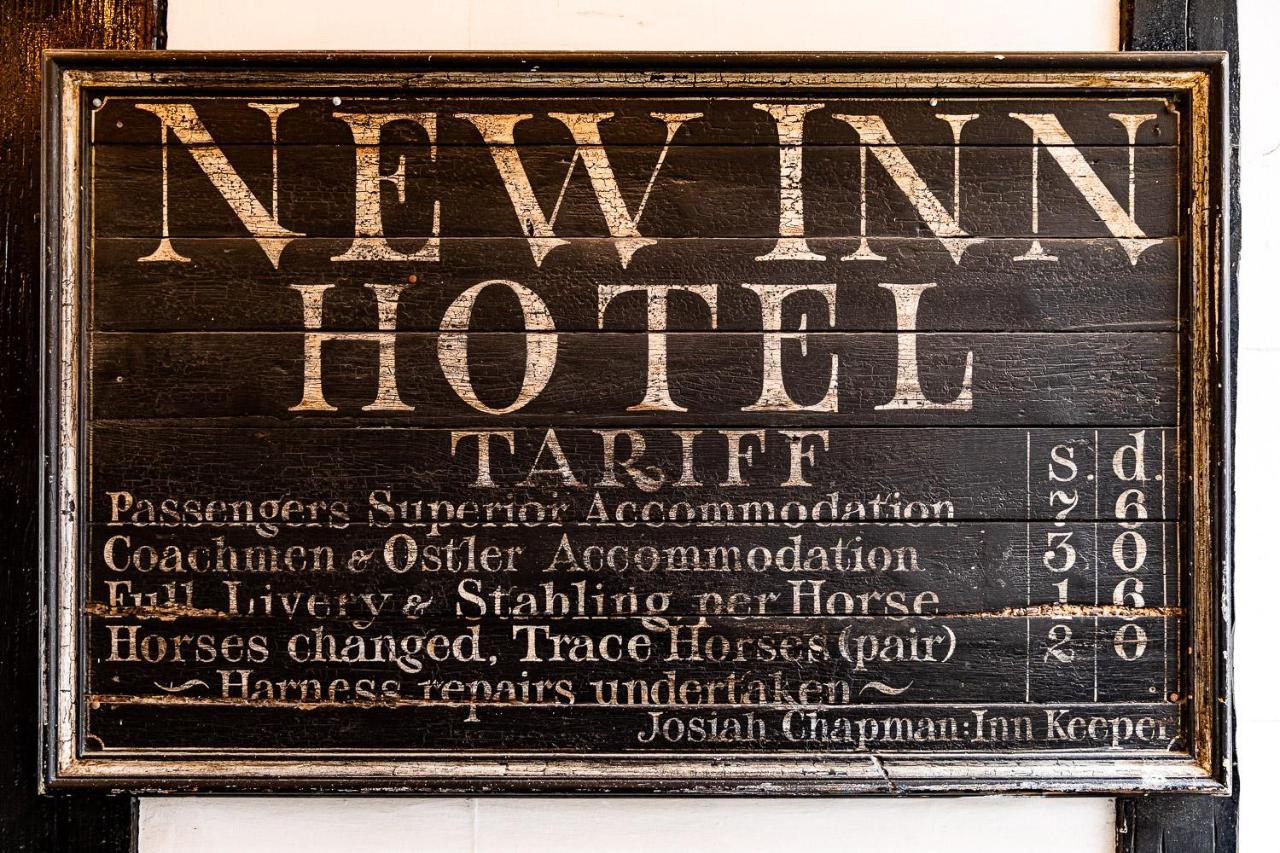 NEW INN
HOTEL
TARIFF s. d.
Passengers Superior Accommodation 7 6
Coachmen & Ostler Accommodation 3 0
Full Livery & Stabling per Horse 1 6
Horses changed, Trace Horses (pair) 2 0
~ Harness repairs undertaken ~
Josiah Chapman: Inn Keeper